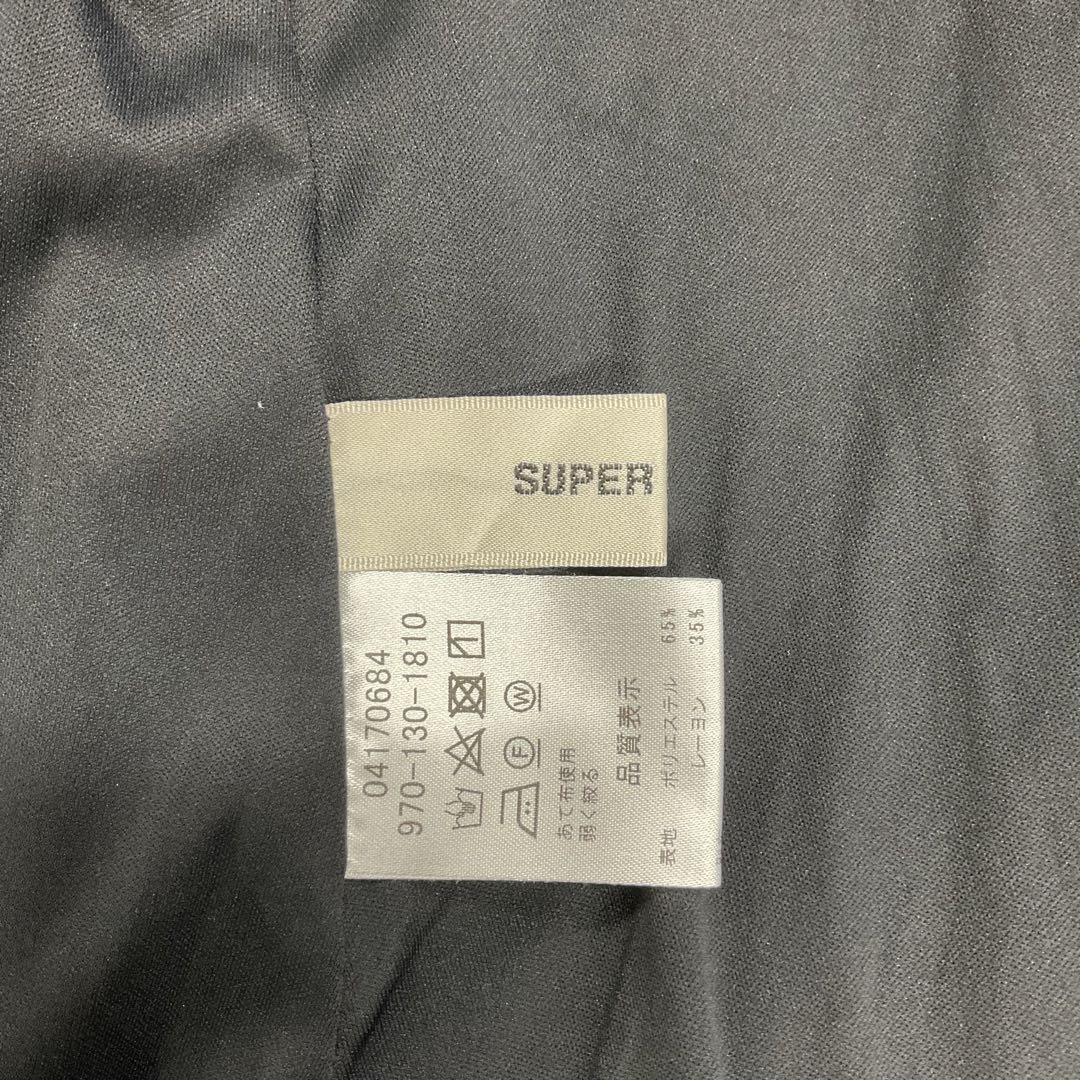 SUPER
04170684
970-130-1810
F W
あて布使用
弱く絞る
品質表示
表地 ポリエステル 65%
レーヨン 35%